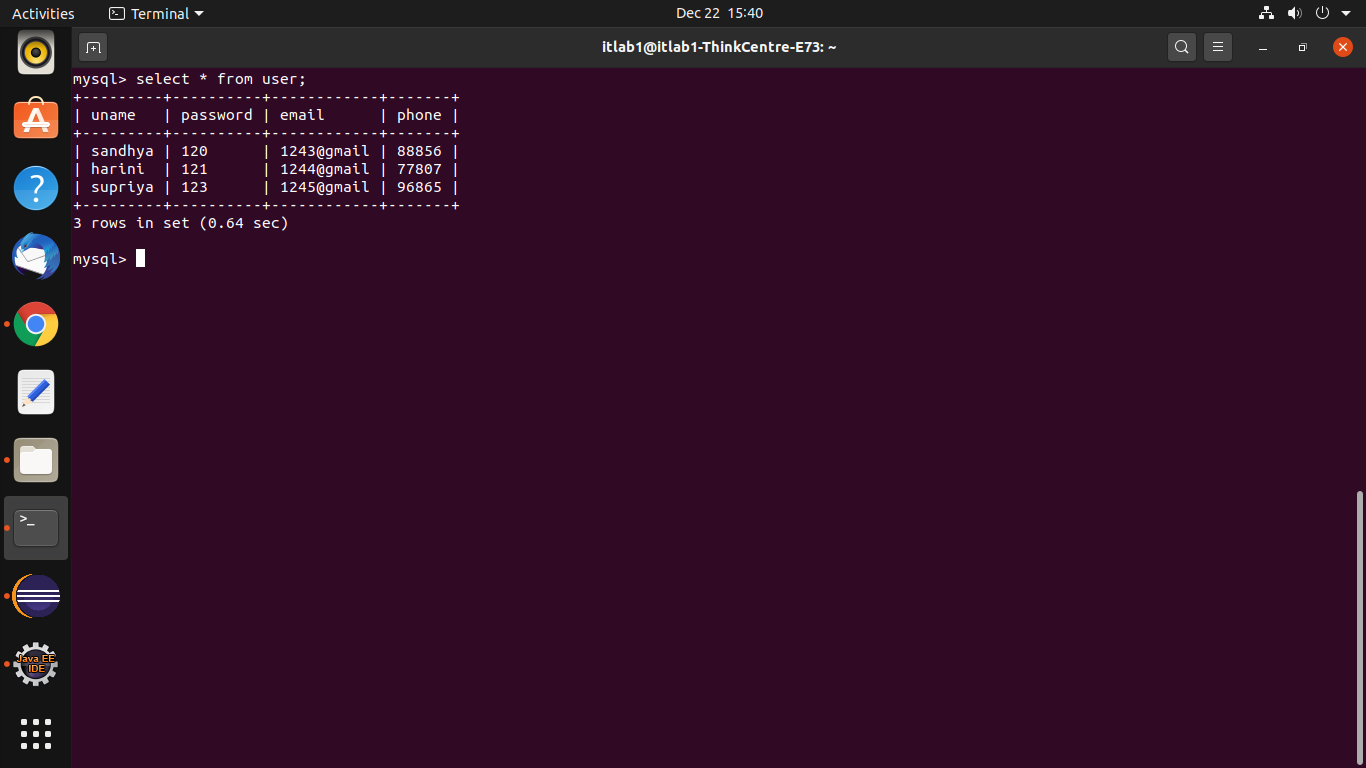 Activities Terminal Dec 22 15:40
itlab1@itlab1-ThinkCentre-E73: ~
mysql> select * from user;
+---------+----------+------------+-------+
| uname   | password | email      | phone |
+---------+----------+------------+-------+
| sandhya | 120      | 1243@gmail | 88856 |
| harini  | 121      | 1244@gmail | 77807 |
| supriya | 123      | 1245@gmail | 96865 |
+---------+----------+------------+-------+
3 rows in set (0.64 sec)
mysql>
>_
Java EE
IDE